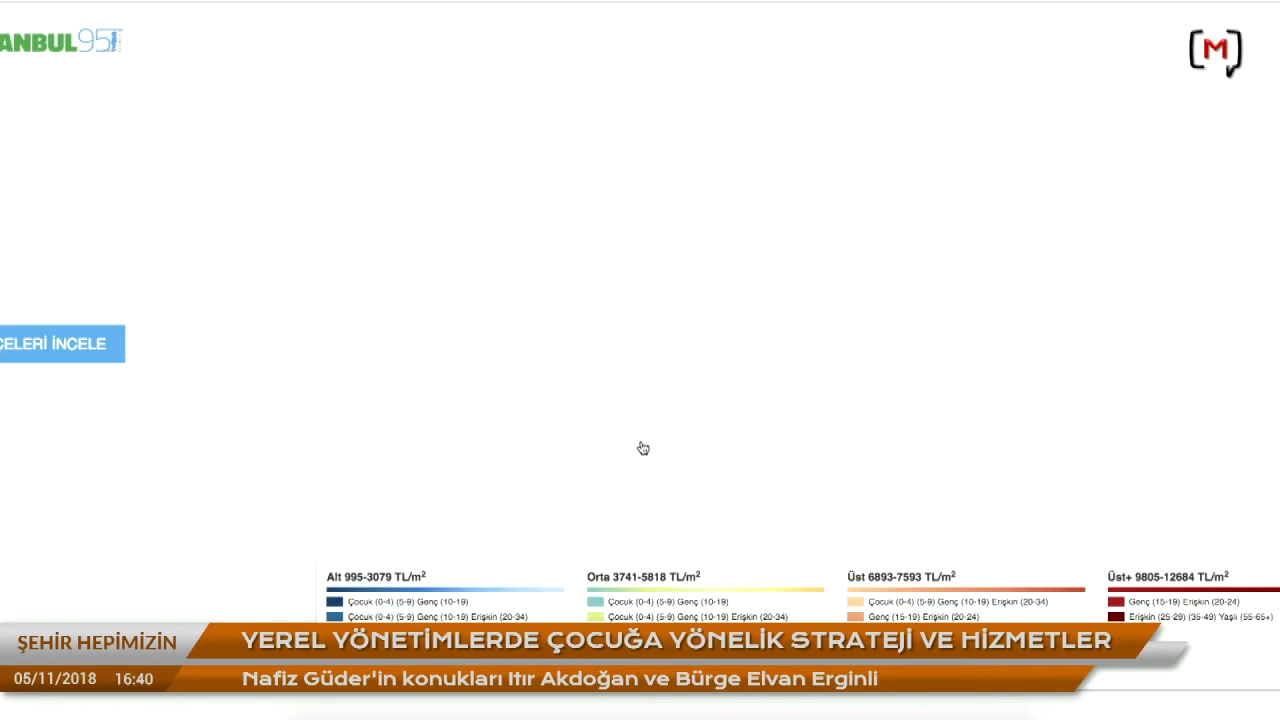 ANBUL95
[M]
ÇELERİ İNCELE
Alt 995-3079 TL/m²
Çocuk (0-4) (5-9) Genç (10-19)
Çocuk (0-4) (5-9) Genç (10-19) Erişkin (20-34)
Orta 3741-5818 TL/m²
Çocuk (0-4) (5-9) Genç (10-19)
Çocuk (0-4) (5-9) Genç (10-19) Erişkin (20-34)
Üst 6893-7593 TL/m²
Çocuk (0-4) (5-9) Genç (10-19) Erişkin (20-34)
Genç (15-19) Erişkin (20-24)
Üst+ 9805-12684 TL/m²
Genç (15-19) Erişkin (20-24)
Erişkin (25-29) (35-49) Yaşlı (55-65+)
ŞEHİR HEPİMİZİN
YEREL YÖNETİMLERDE ÇOCUĞA YÖNELİK STRATEJİ VE HİZMETLER
05/11/2018 16:40
Nafiz Güder'in konukları Itır Akdoğan ve Bürge Elvan Erginli